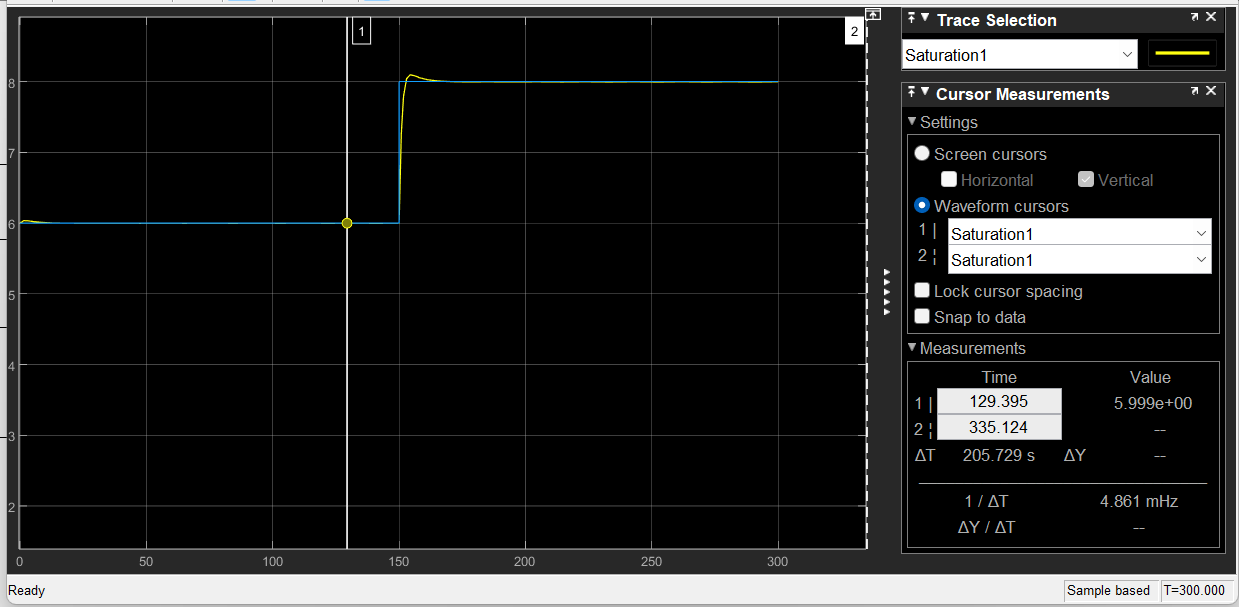 1
2
8
7
6
5
4
3
2
0 50 100 150 200 250 300
Ready
Trace Selection
Saturation1
Cursor Measurements
Settings
Screen cursors
Horizontal Vertical
Waveform cursors
1 | Saturation1
2 ¦ Saturation1
Lock cursor spacing
Snap to data
Measurements
Time Value
1 | 129.395 5.999e+00
2 ¦ 335.124 --
ΔT 205.729 s ΔY --
1 / ΔT 4.861 mHz
ΔY / ΔT --
Sample based T=300.000